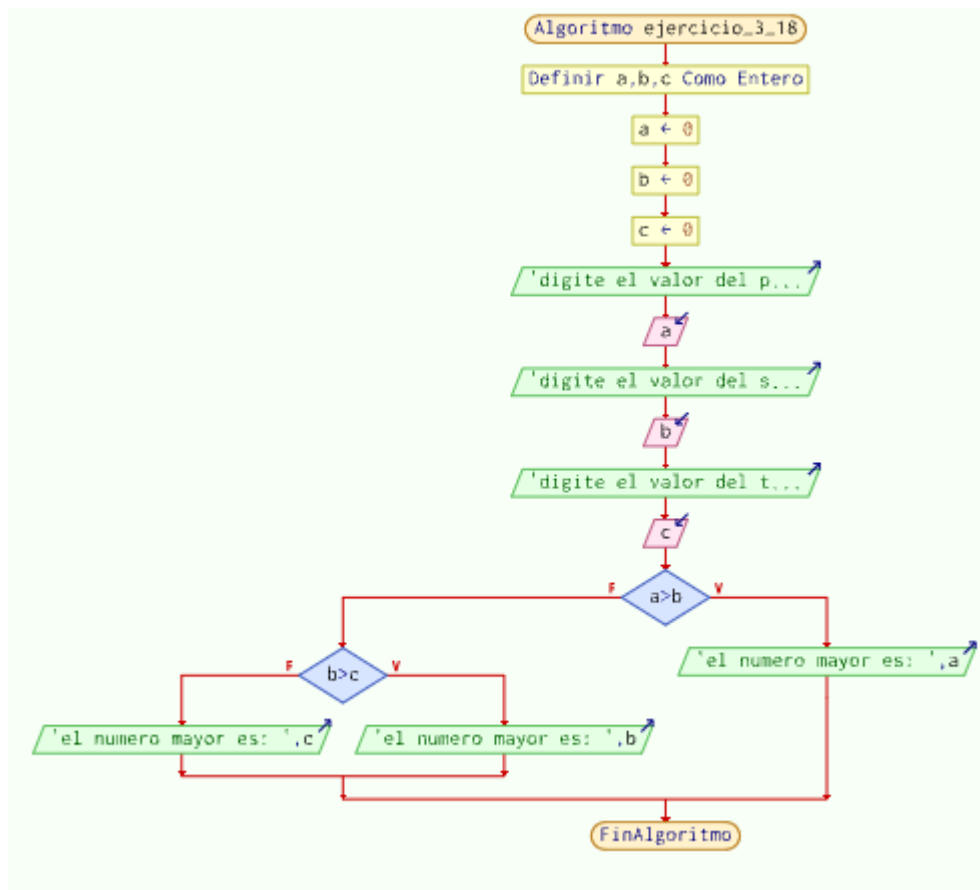 Algoritmo ejercicio_3_18
Definir a,b,c Como Entero
a ← 0
b ← 0
c ← 0
'digite el valor del p...
a
'digite el valor del s...
b
'digite el valor del t...
c
F
a>b
V
'el numero mayor es: ',a
F
b>c
V
'el numero mayor es: ',c
'el numero mayor es: ',b
FinAlgoritmo